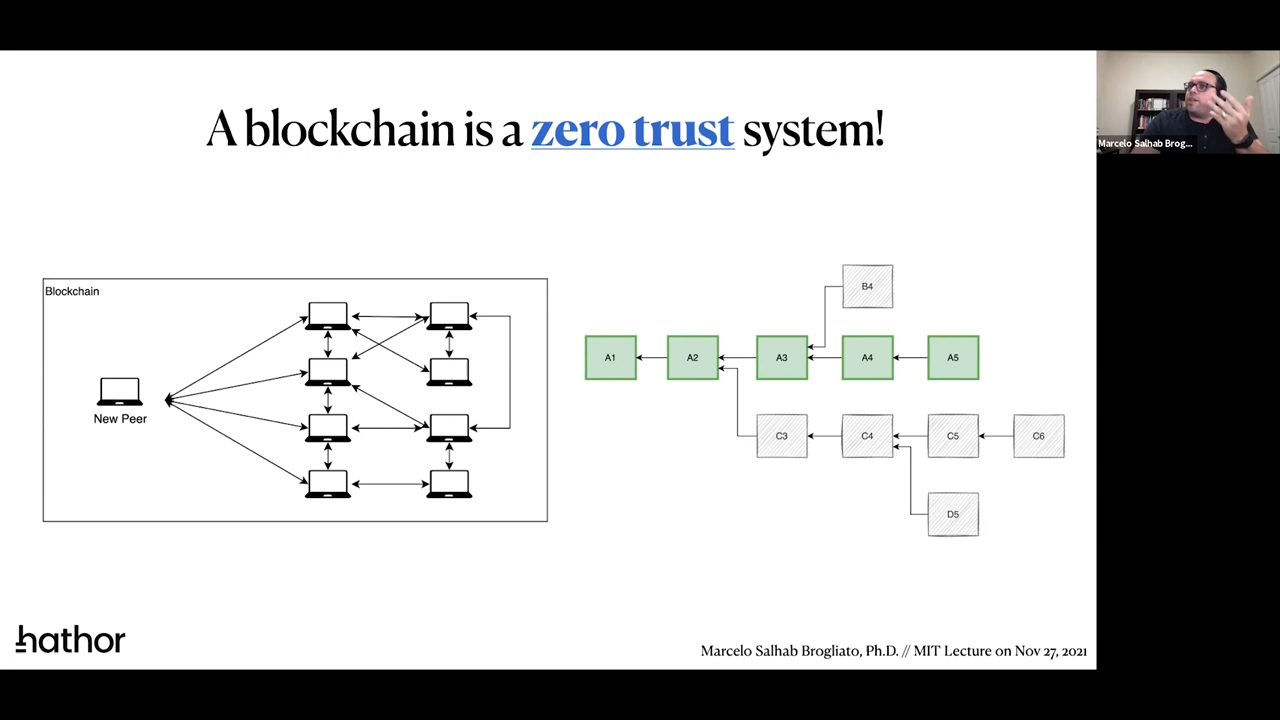 A blockchain is a zero trust system!
Marcelo Salhab Brog...
Blockchain
New Peer
B4
A1
A2
A3
A4
A5
C3
C4
C5
C6
D5
hathor
Marcelo Salhab Brogliato, Ph.D. // MIT Lecture on Nov 27, 2021